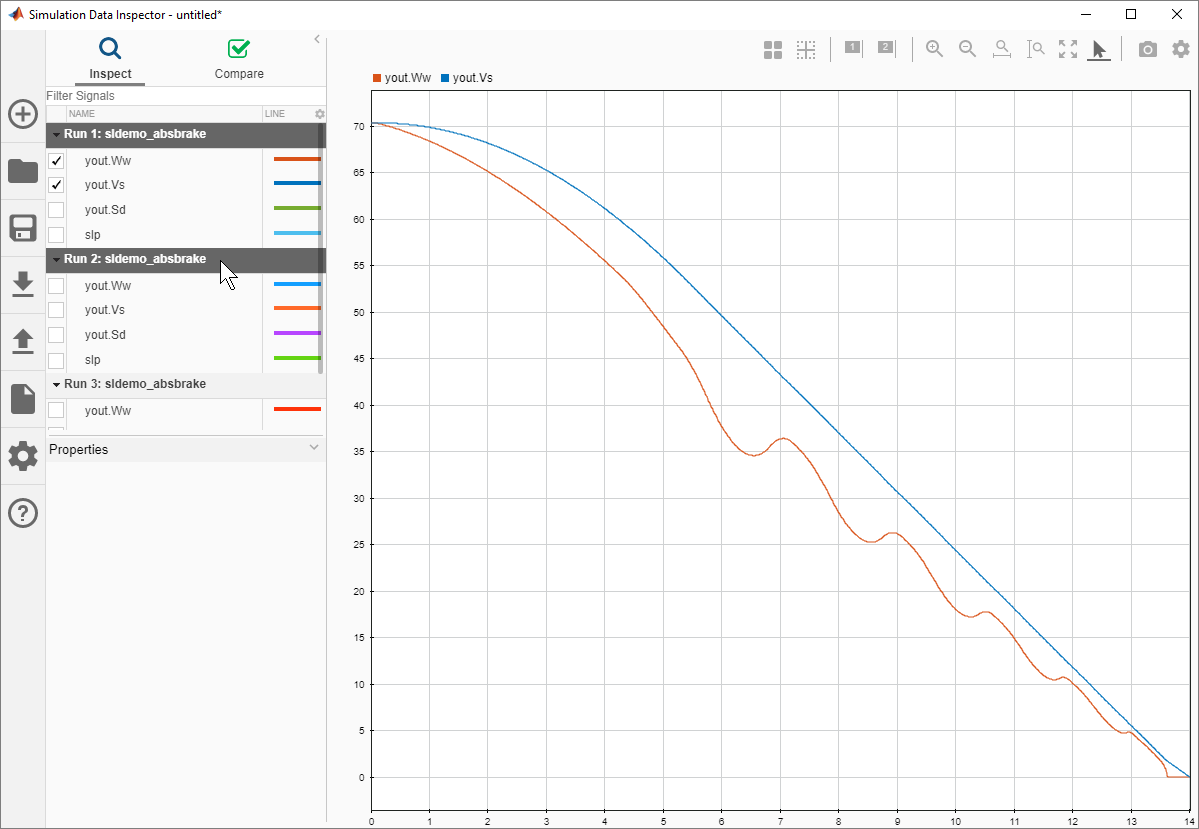 Simulation Data Inspector - untitled*
Inspect
Compare
Filter Signals
NAME
LINE
Run 1: sldemo_absbrake
yout.Ww
yout.Vs
yout.Sd
slp
Run 2: sldemo_absbrake
yout.Ww
yout.Vs
yout.Sd
slp
Run 3: sldemo_absbrake
yout.Ww
Properties
?
1
2
yout.Ww yout.Vs
70
65
60
55
50
45
40
35
30
25
20
15
10
5
0
0 1 2 3 4 5 6 7 8 9 10 11 12 13 14